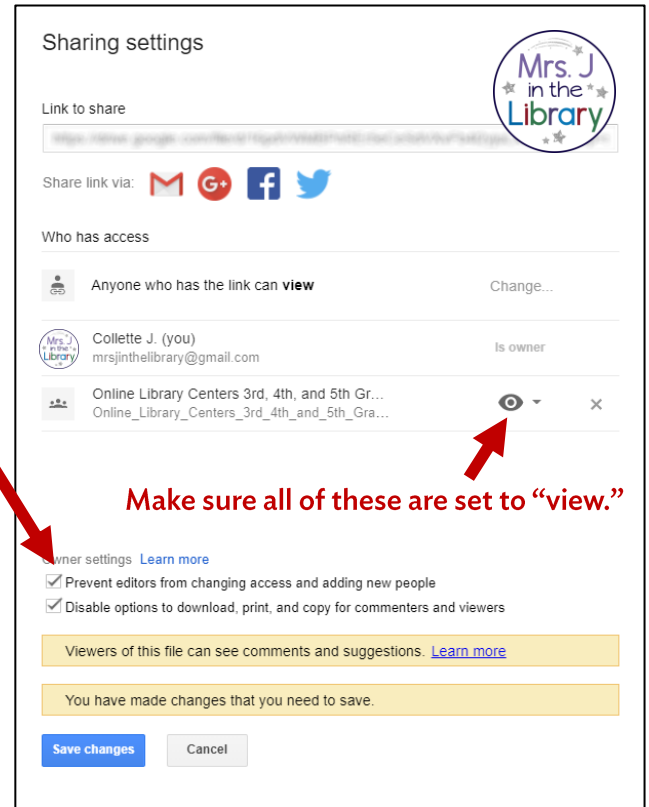 Sharing settings
Mrs. J
in the
Library
Link to share
Share link via:
Who has access
Anyone who has the link can view Change...
Mrs. J
in the
Library
Collette J. (you) Is owner
mrsjinthelibrary@gmail.com
Online Library Centers 3rd, 4th, and 5th Gr...
Online_Library_Centers_3rd_4th_and_5th_Gra...
Make sure all of these are set to “view.”
Owner settings Learn more
Prevent editors from changing access and adding new people
Disable options to download, print, and copy for commenters and viewers
Viewers of this file can see comments and suggestions. Learn more
You have made changes that you need to save.
Save changes Cancel